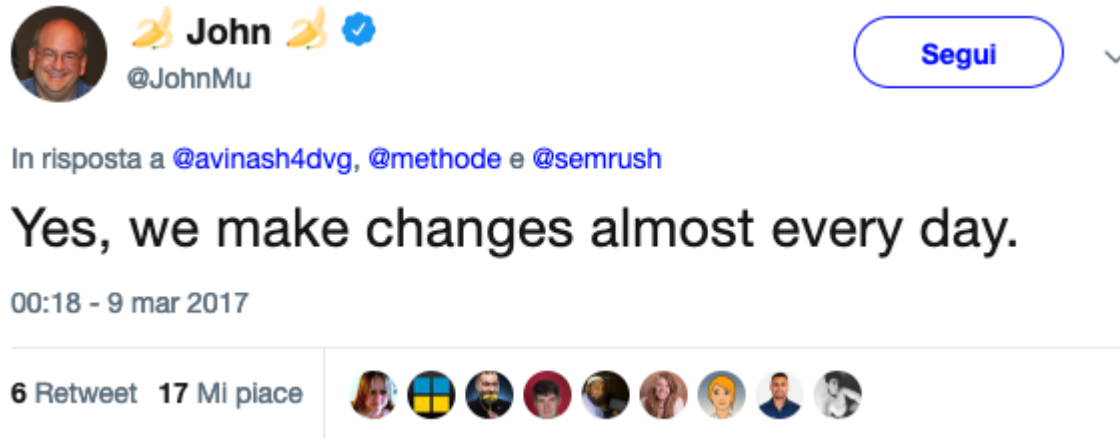 🍌 John 🍌
@JohnMu
Segui
In risposta a @avinash4dvg, @methode e @semrush
Yes, we make changes almost every day.
00:18 - 9 mar 2017
6 Retweet 17 Mi piace